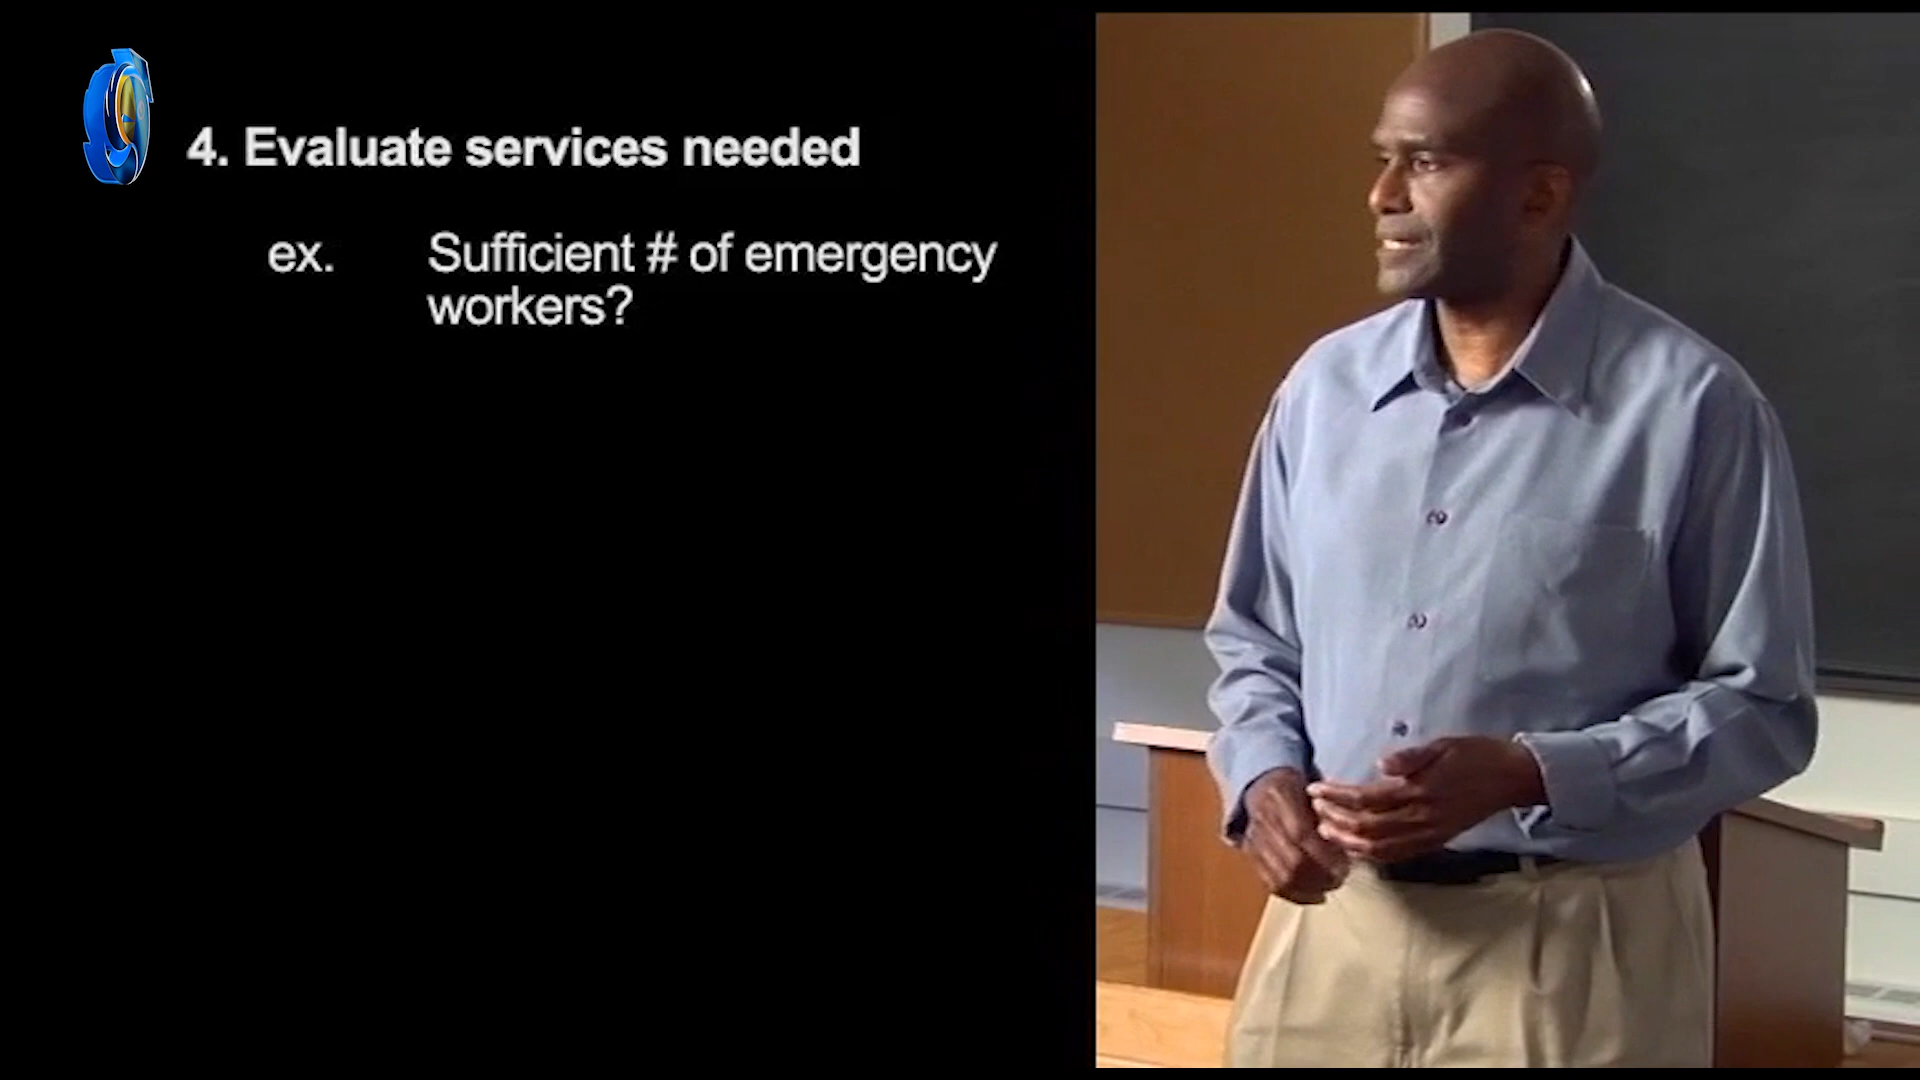 4. Evaluate services needed
ex. Sufficient # of emergency
workers?